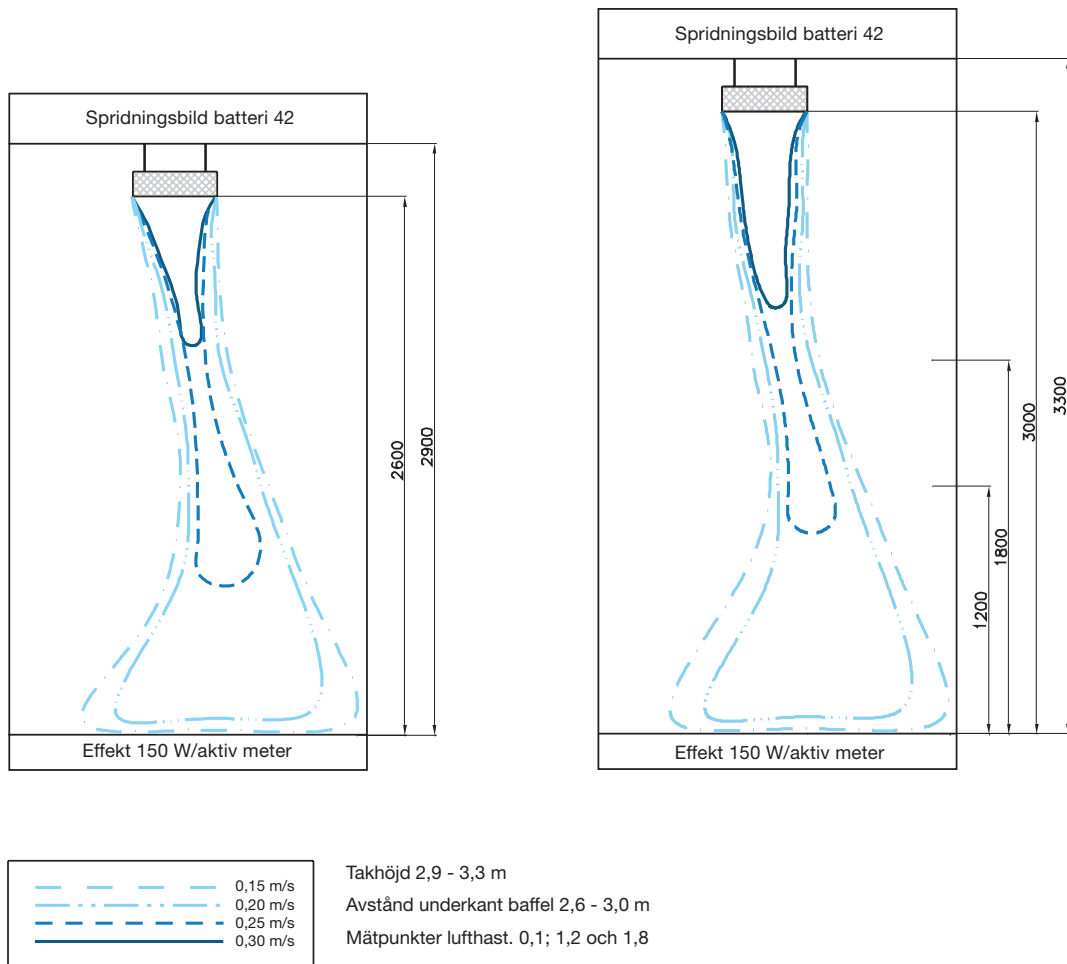 Spridningsbild batteri 42
2600
2900
Effekt 150 W/aktiv meter
Spridningsbild batteri 42
1200
1800
3000
3300
Effekt 150 W/aktiv meter
0,15 m/s
0,20 m/s
0,25 m/s
0,30 m/s
Takhöjd 2,9 - 3,3 m
Avstånd underkant baffel 2,6 - 3,0 m
Mätpunkter lufthast. 0,1; 1,2 och 1,8